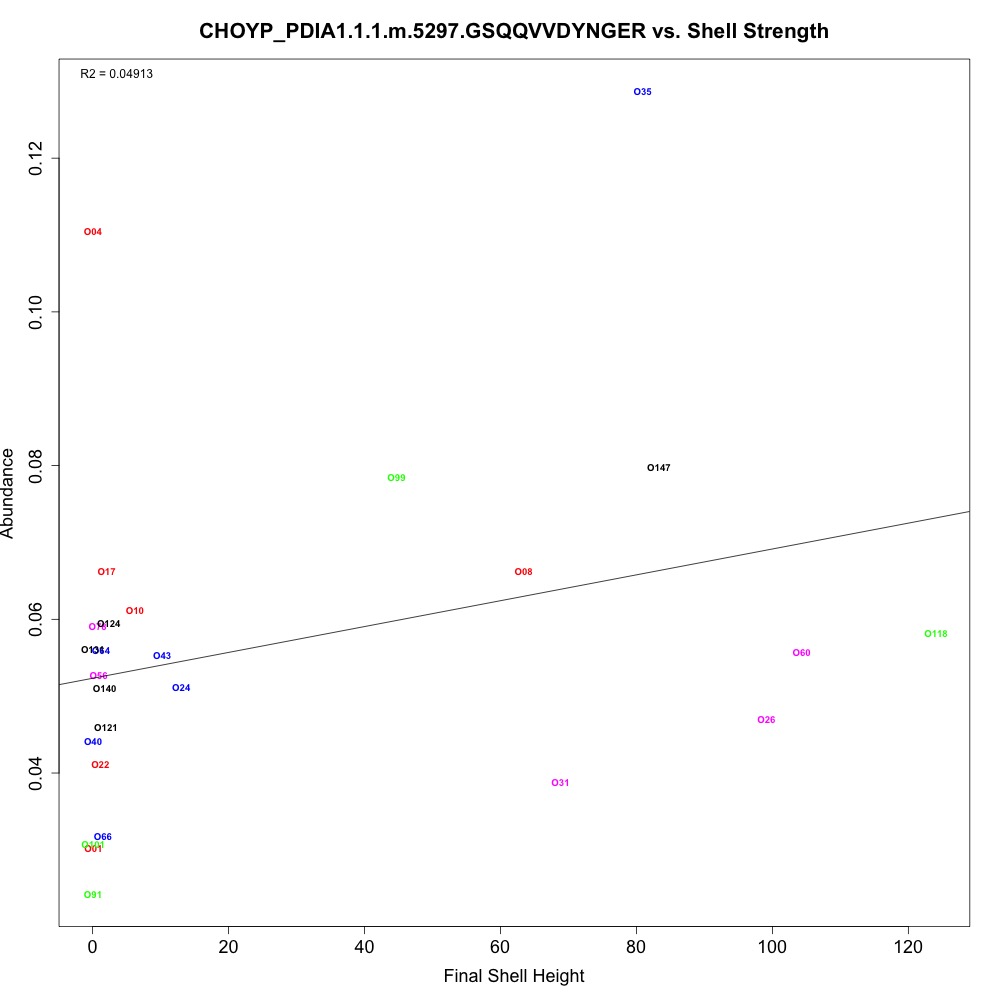 CHOYP_PDIA1.1.1.m.5297.GSQQVVDYNGER vs. Shell Strength
R2 = 0.04913
O35
0.12
O04
0.10
O147
O99
0.08
Abundance
O17
O08
O10
0.06
O124
O118
O60
O43
O56
O24
O140
O26
O121
O40
O22
0.04
O31
O66
O101
O01
O91
0 20 40 60 80 100 120
Final Shell Height